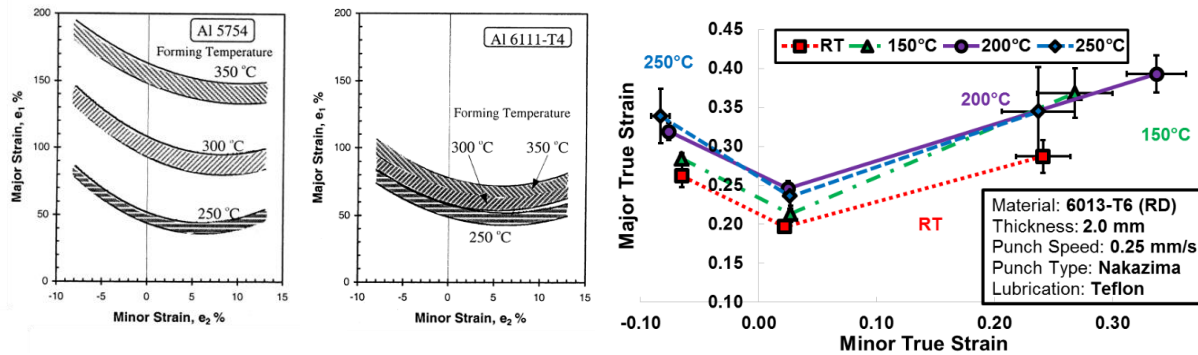 Al 5754
Forming Temperature
350 °C
300 °C
250 °C
200
150
100
50
0
-10
-5
0
5
10
15
Major Strain, e1 %
Minor Strain, e2 %
Al 6111-T4
Forming Temperature
300 °C
350 °C
250 °C
200
150
100
50
0
-10
-5
0
5
10
15
Major Strain, e1 %
Minor Strain, e2 %
RT
150°C
200°C
250°C
250°C
200°C
150°C
RT
0.45
0.40
0.35
0.30
0.25
0.20
0.15
0.10
-0.10
0.00
0.10
0.20
0.30
Major True Strain
Minor True Strain
Material: 6013-T6 (RD)
Thickness: 2.0 mm
Punch Speed: 0.25 mm/s
Punch Type: Nakazima
Lubrication: Teflon